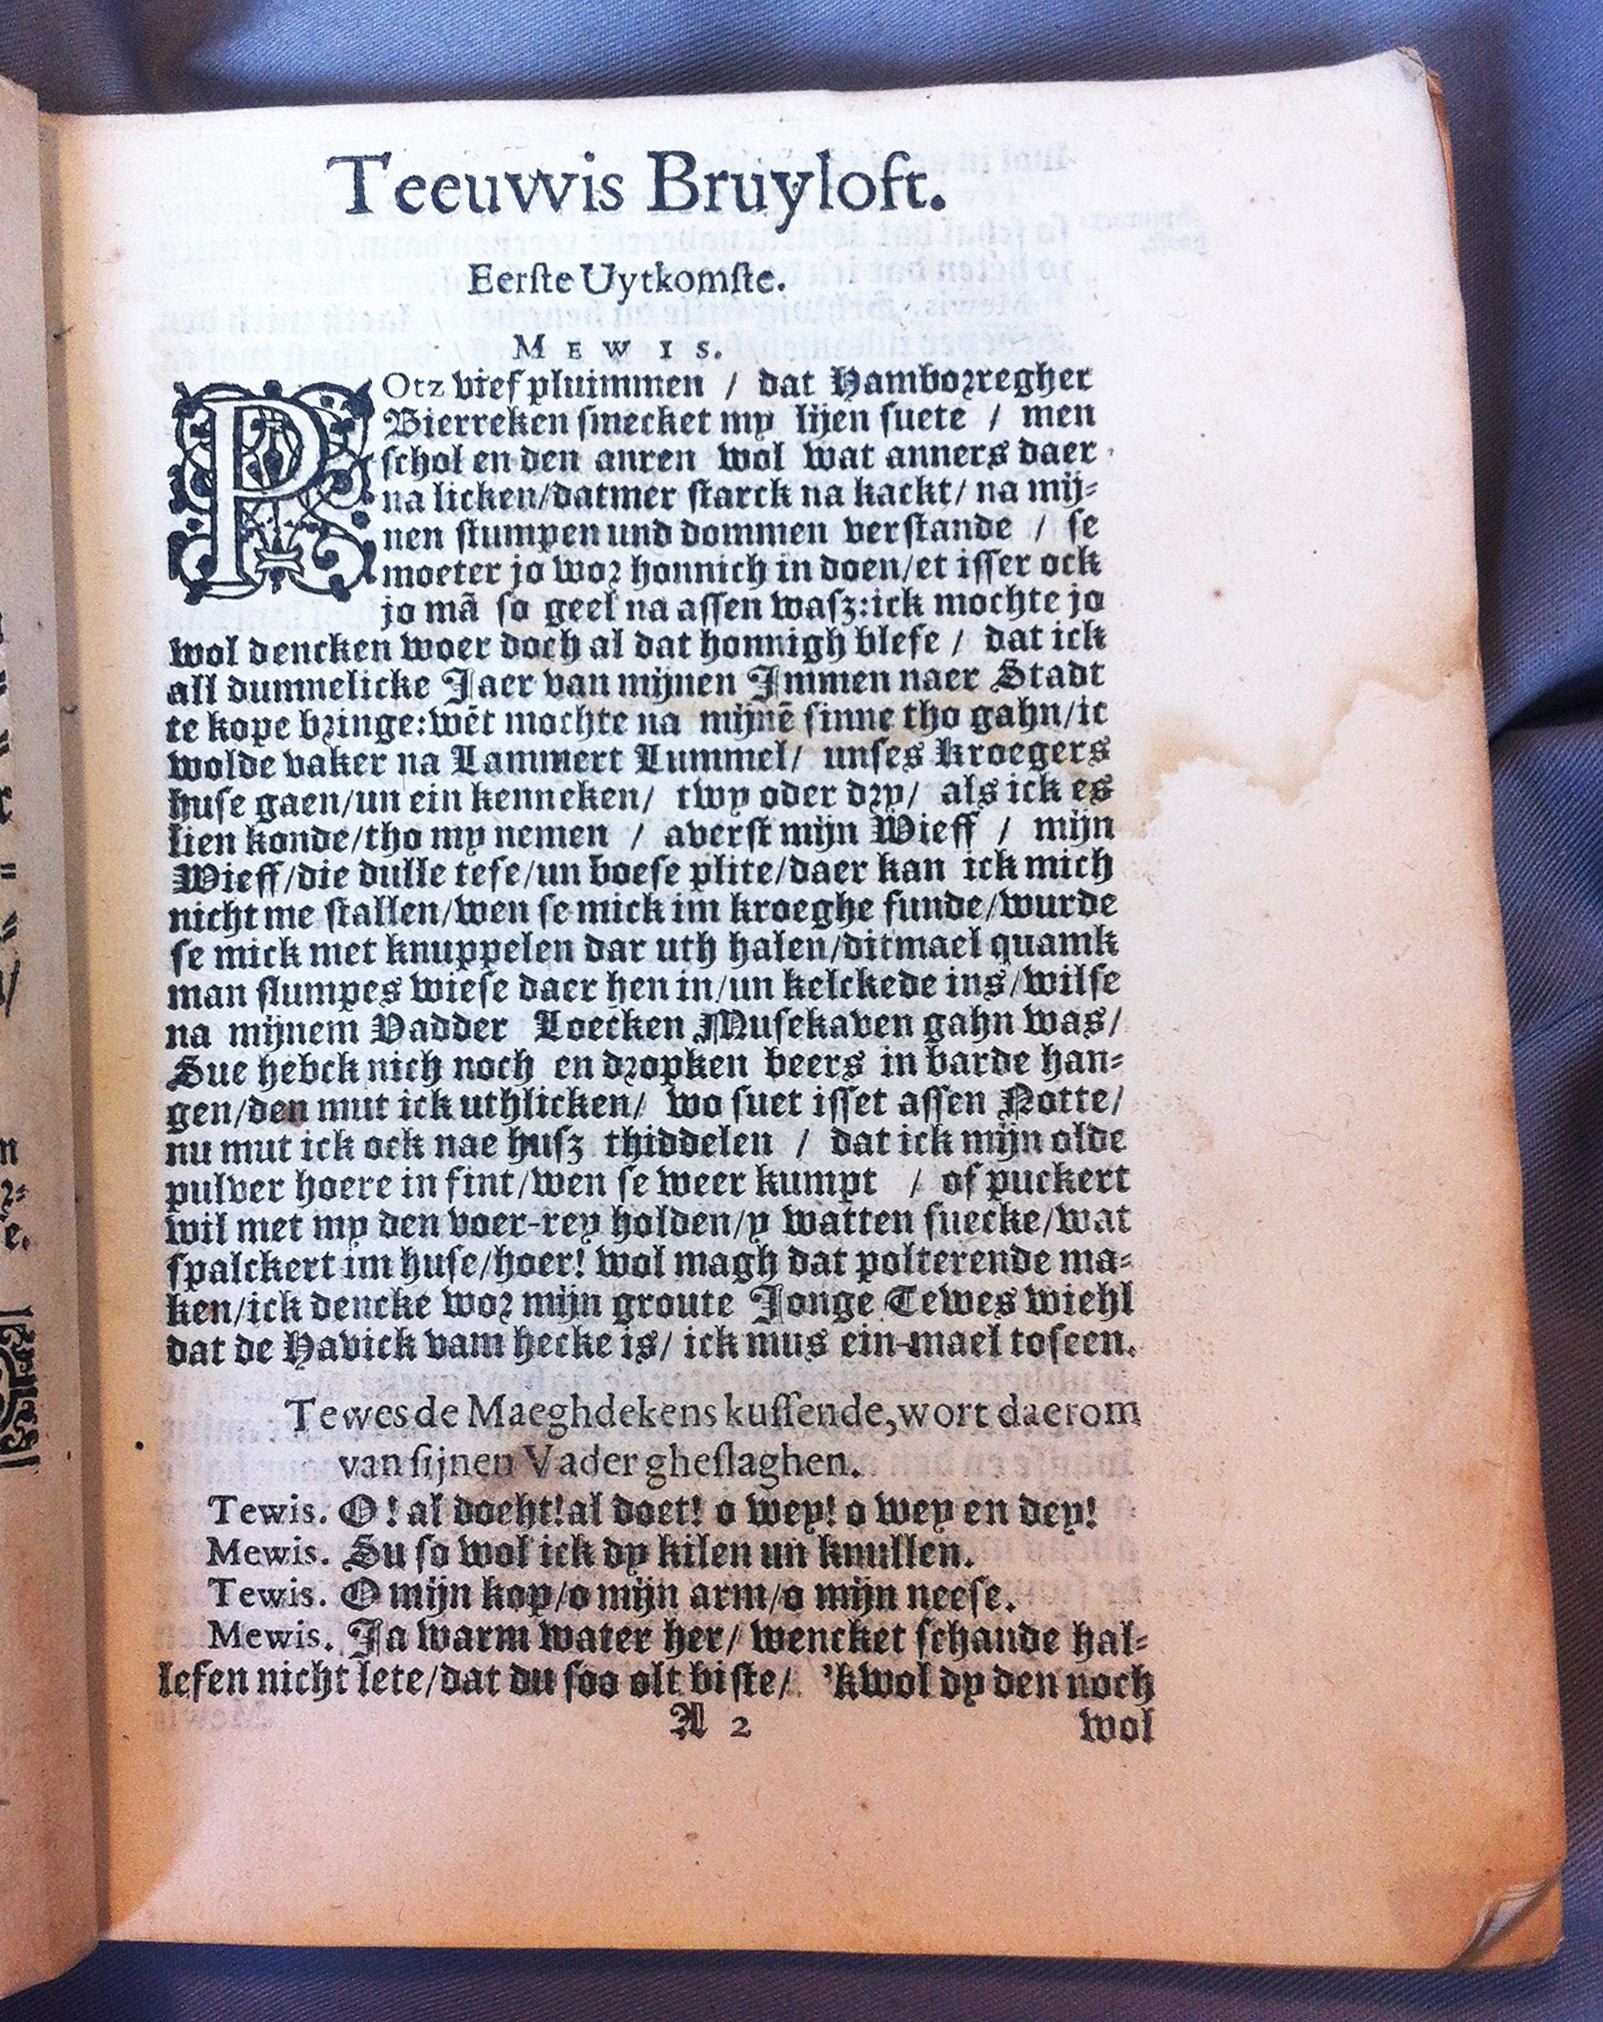 Teeuwis Bruyloft.
Eerſte Uytkomſte.
MEWIS.
POtz vief pluimmen / dat Hamborregher
Bierreken ſmecket my lijen ſuete / men
ſchol en den anren wol wat anners daer
na licken/datmer ſtarck na kackt/ na mij⸗
nen ſtumpen und dommen verſtande / ſe
moeter jo wor honnich in doen/et iſſer ock
jo mã ſo geel na aſſen waſz:ick mochte jo
wol dencken woer doch al dat honnigh blefe / dat ick
all dumnelicke Jaer van mijnen Immen naer Stadt
te kope bringe:wẽt mochte na mijnẽ ſinne tho gahn/ic
wolde vaker na Lammert Lummel/ unſes Kroegers
huſe gaen/un ein kenneken/ twy oder dry/ als ick es
lien konde/tho my nemen / averſt mijn Wieff / mijn
Wieff/die dulle tefe/un boeſe plite/daer kan ick mich
nicht me ſtallen/wen ſe mick im kroeghe funde/wurde
ſe mick met knuppelen dar uth halen/ditmael quamk
man ſlumpes wieſe daer hen in/un kelckede ins/wilſe
na mijnem Vadder Loecken Muſekaven gahn was/
Sue hebck nich noch en dropken beers in barde han⸗
gen/den mut ick uthlicken/ wo ſuet iſſet aſſen Notte/
nu mut ick ock nae huſz thiddelen / dat ick mijn olde
pulver hoere in fint/wen ſe weer kumpt / of puckert
wil met my den voer-rey holden/y watten ſuecke/wat
ſpalckert im huſe/hoer! wol magh dat polterende ma⸗
ken/ick dencke wor mijn groute Jonge Tewes wiehl
dat de Havick vam hecke is/ ick mus ein-mael toſeen.
Tewes de Maeghdekens kuſſende, wort daerom
van ſijnen Vader gheſlaghen.
Tewis. O! al doeht!al doet! o wey! o wey en dey!
Mewis. Su ſo wol ick dy kilen un knullen.
Tewis. O mijn kop/o mijn arm/o mijn neeſe.
Mewis. Ja warm water her/ wencket ſchande hal⸗
lefen nicht lete/dat du ſoo olt biſte/ 'kwol dy den noch
A 2
wol